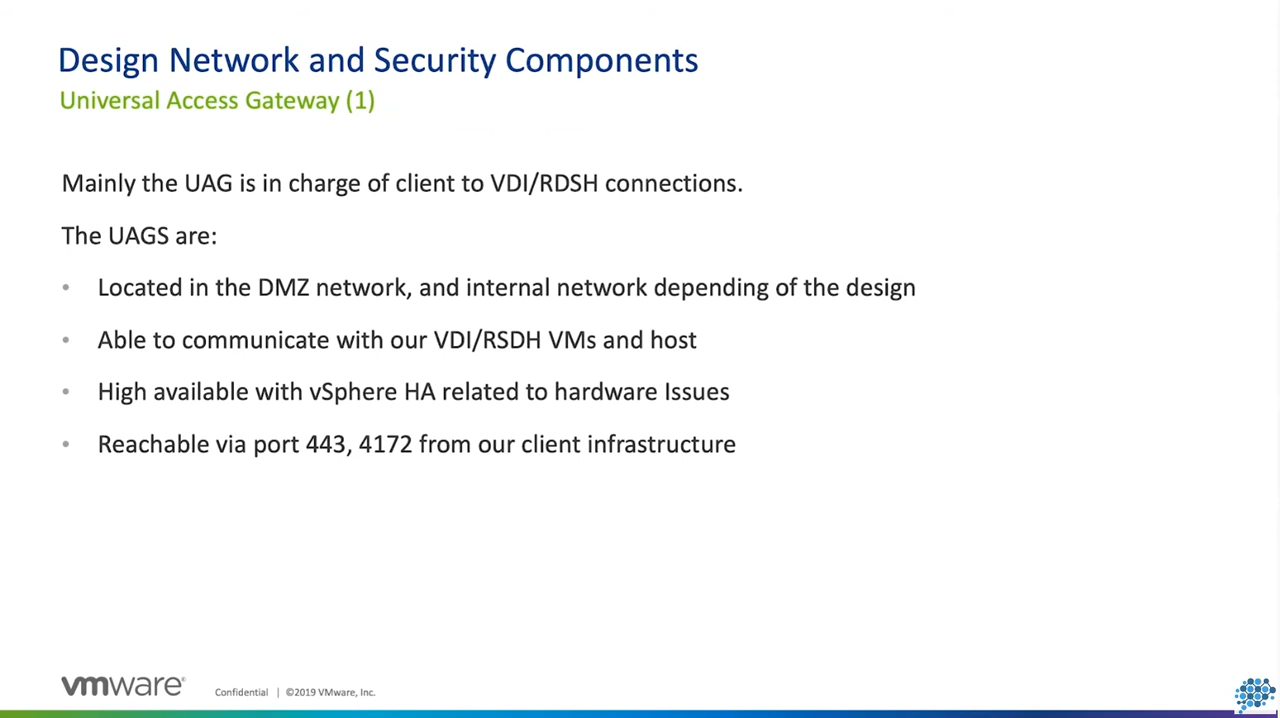 Design Network and Security Components
Universal Access Gateway (1)
Mainly the UAG is in charge of client to VDI/RDSH connections.
The UAGS are:
• Located in the DMZ network, and internal network depending of the design
• Able to communicate with our VDI/RSDH VMs and host
• High available with vSphere HA related to hardware Issues
• Reachable via port 443, 4172 from our client infrastructure
vmware® Confidential | ©2019 VMware, Inc.